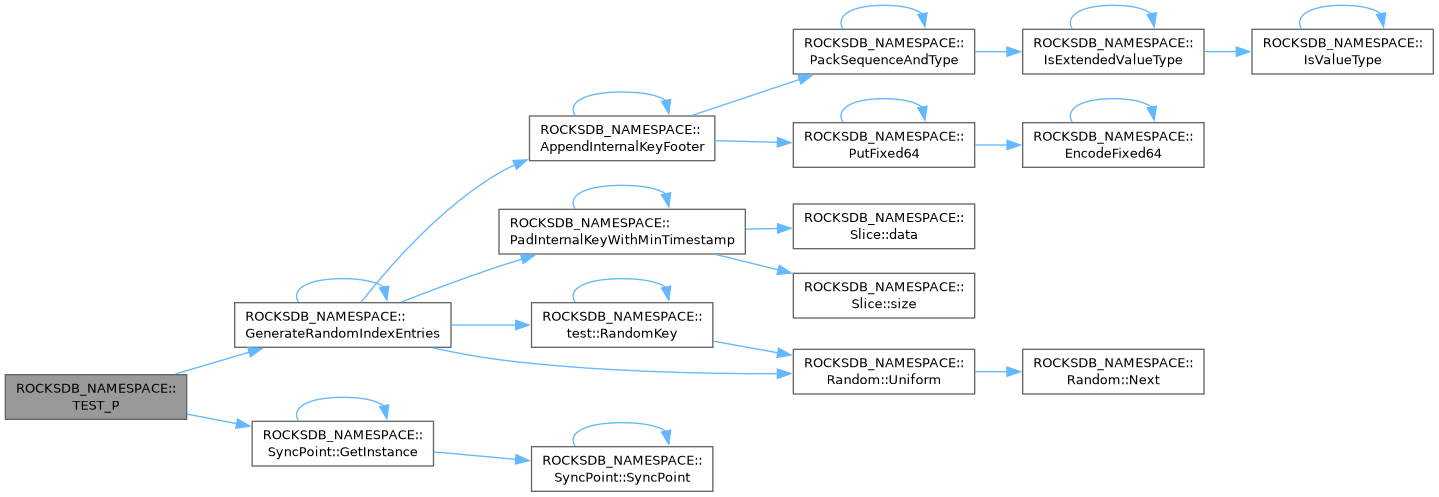 ROCKSDB_NAMESPACE::
TEST_P
ROCKSDB_NAMESPACE::
GenerateRandomIndexEntries
ROCKSDB_NAMESPACE::
AppendInternalKeyFooter
ROCKSDB_NAMESPACE::
PackSequenceAndType
ROCKSDB_NAMESPACE::
IsExtendedValueType
ROCKSDB_NAMESPACE::
IsValueType
ROCKSDB_NAMESPACE::
PutFixed64
ROCKSDB_NAMESPACE::
EncodeFixed64
ROCKSDB_NAMESPACE::
PadInternalKeyWithMinTimestamp
ROCKSDB_NAMESPACE::
Slice::data
ROCKSDB_NAMESPACE::
Slice::size
ROCKSDB_NAMESPACE::
test::RandomKey
ROCKSDB_NAMESPACE::
Random::Uniform
ROCKSDB_NAMESPACE::
Random::Next
ROCKSDB_NAMESPACE::
SyncPoint::GetInstance
ROCKSDB_NAMESPACE::
SyncPoint::SyncPoint